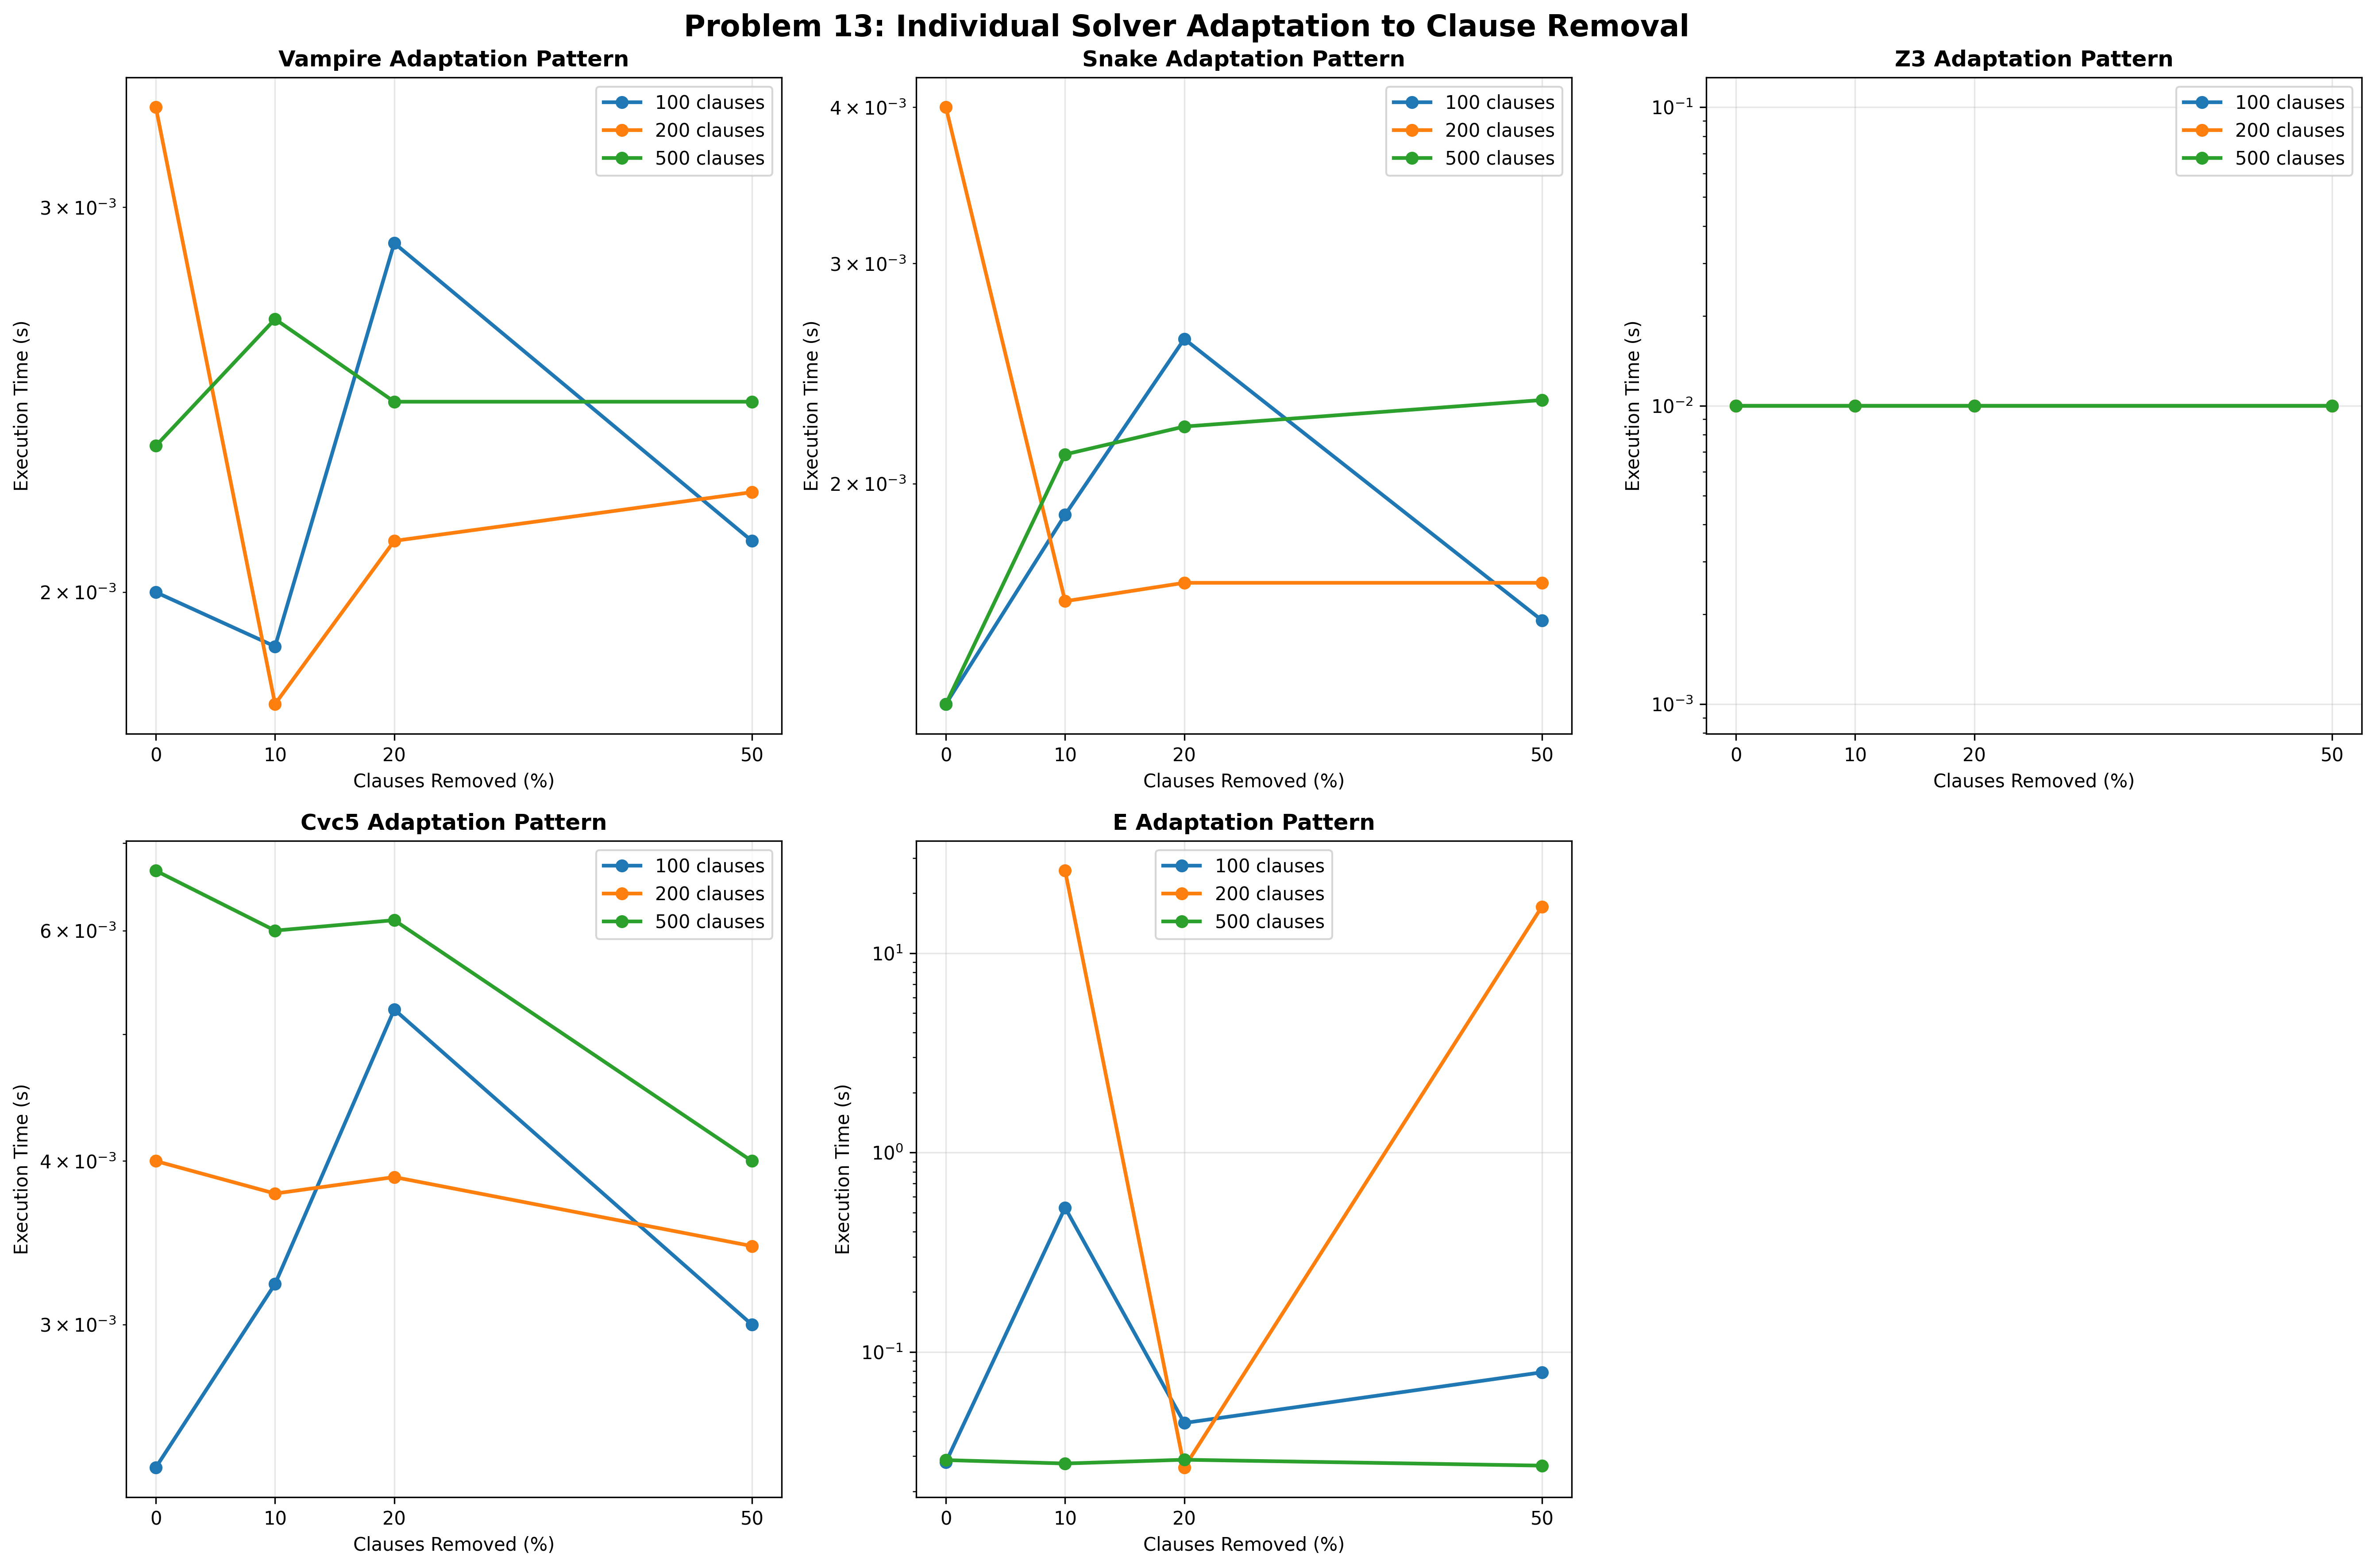 Problem 13: Individual Solver Adaptation to Clause Removal
Vampire Adaptation Pattern
100 clauses
200 clauses
500 clauses
3 × 10⁻³
2 × 10⁻³
Execution Time (s)
0 10 20 50
Clauses Removed (%)
Snake Adaptation Pattern
100 clauses
200 clauses
500 clauses
4 × 10⁻³
3 × 10⁻³
2 × 10⁻³
Execution Time (s)
0 10 20 50
Clauses Removed (%)
Z3 Adaptation Pattern
100 clauses
200 clauses
500 clauses
10⁻¹
10⁻²
10⁻³
Execution Time (s)
0 10 20 50
Clauses Removed (%)
Cvc5 Adaptation Pattern
100 clauses
200 clauses
500 clauses
6 × 10⁻³
4 × 10⁻³
3 × 10⁻³
Execution Time (s)
0 10 20 50
Clauses Removed (%)
E Adaptation Pattern
100 clauses
200 clauses
500 clauses
10¹
10⁰
10⁻¹
Execution Time (s)
0 10 20 50
Clauses Removed (%)